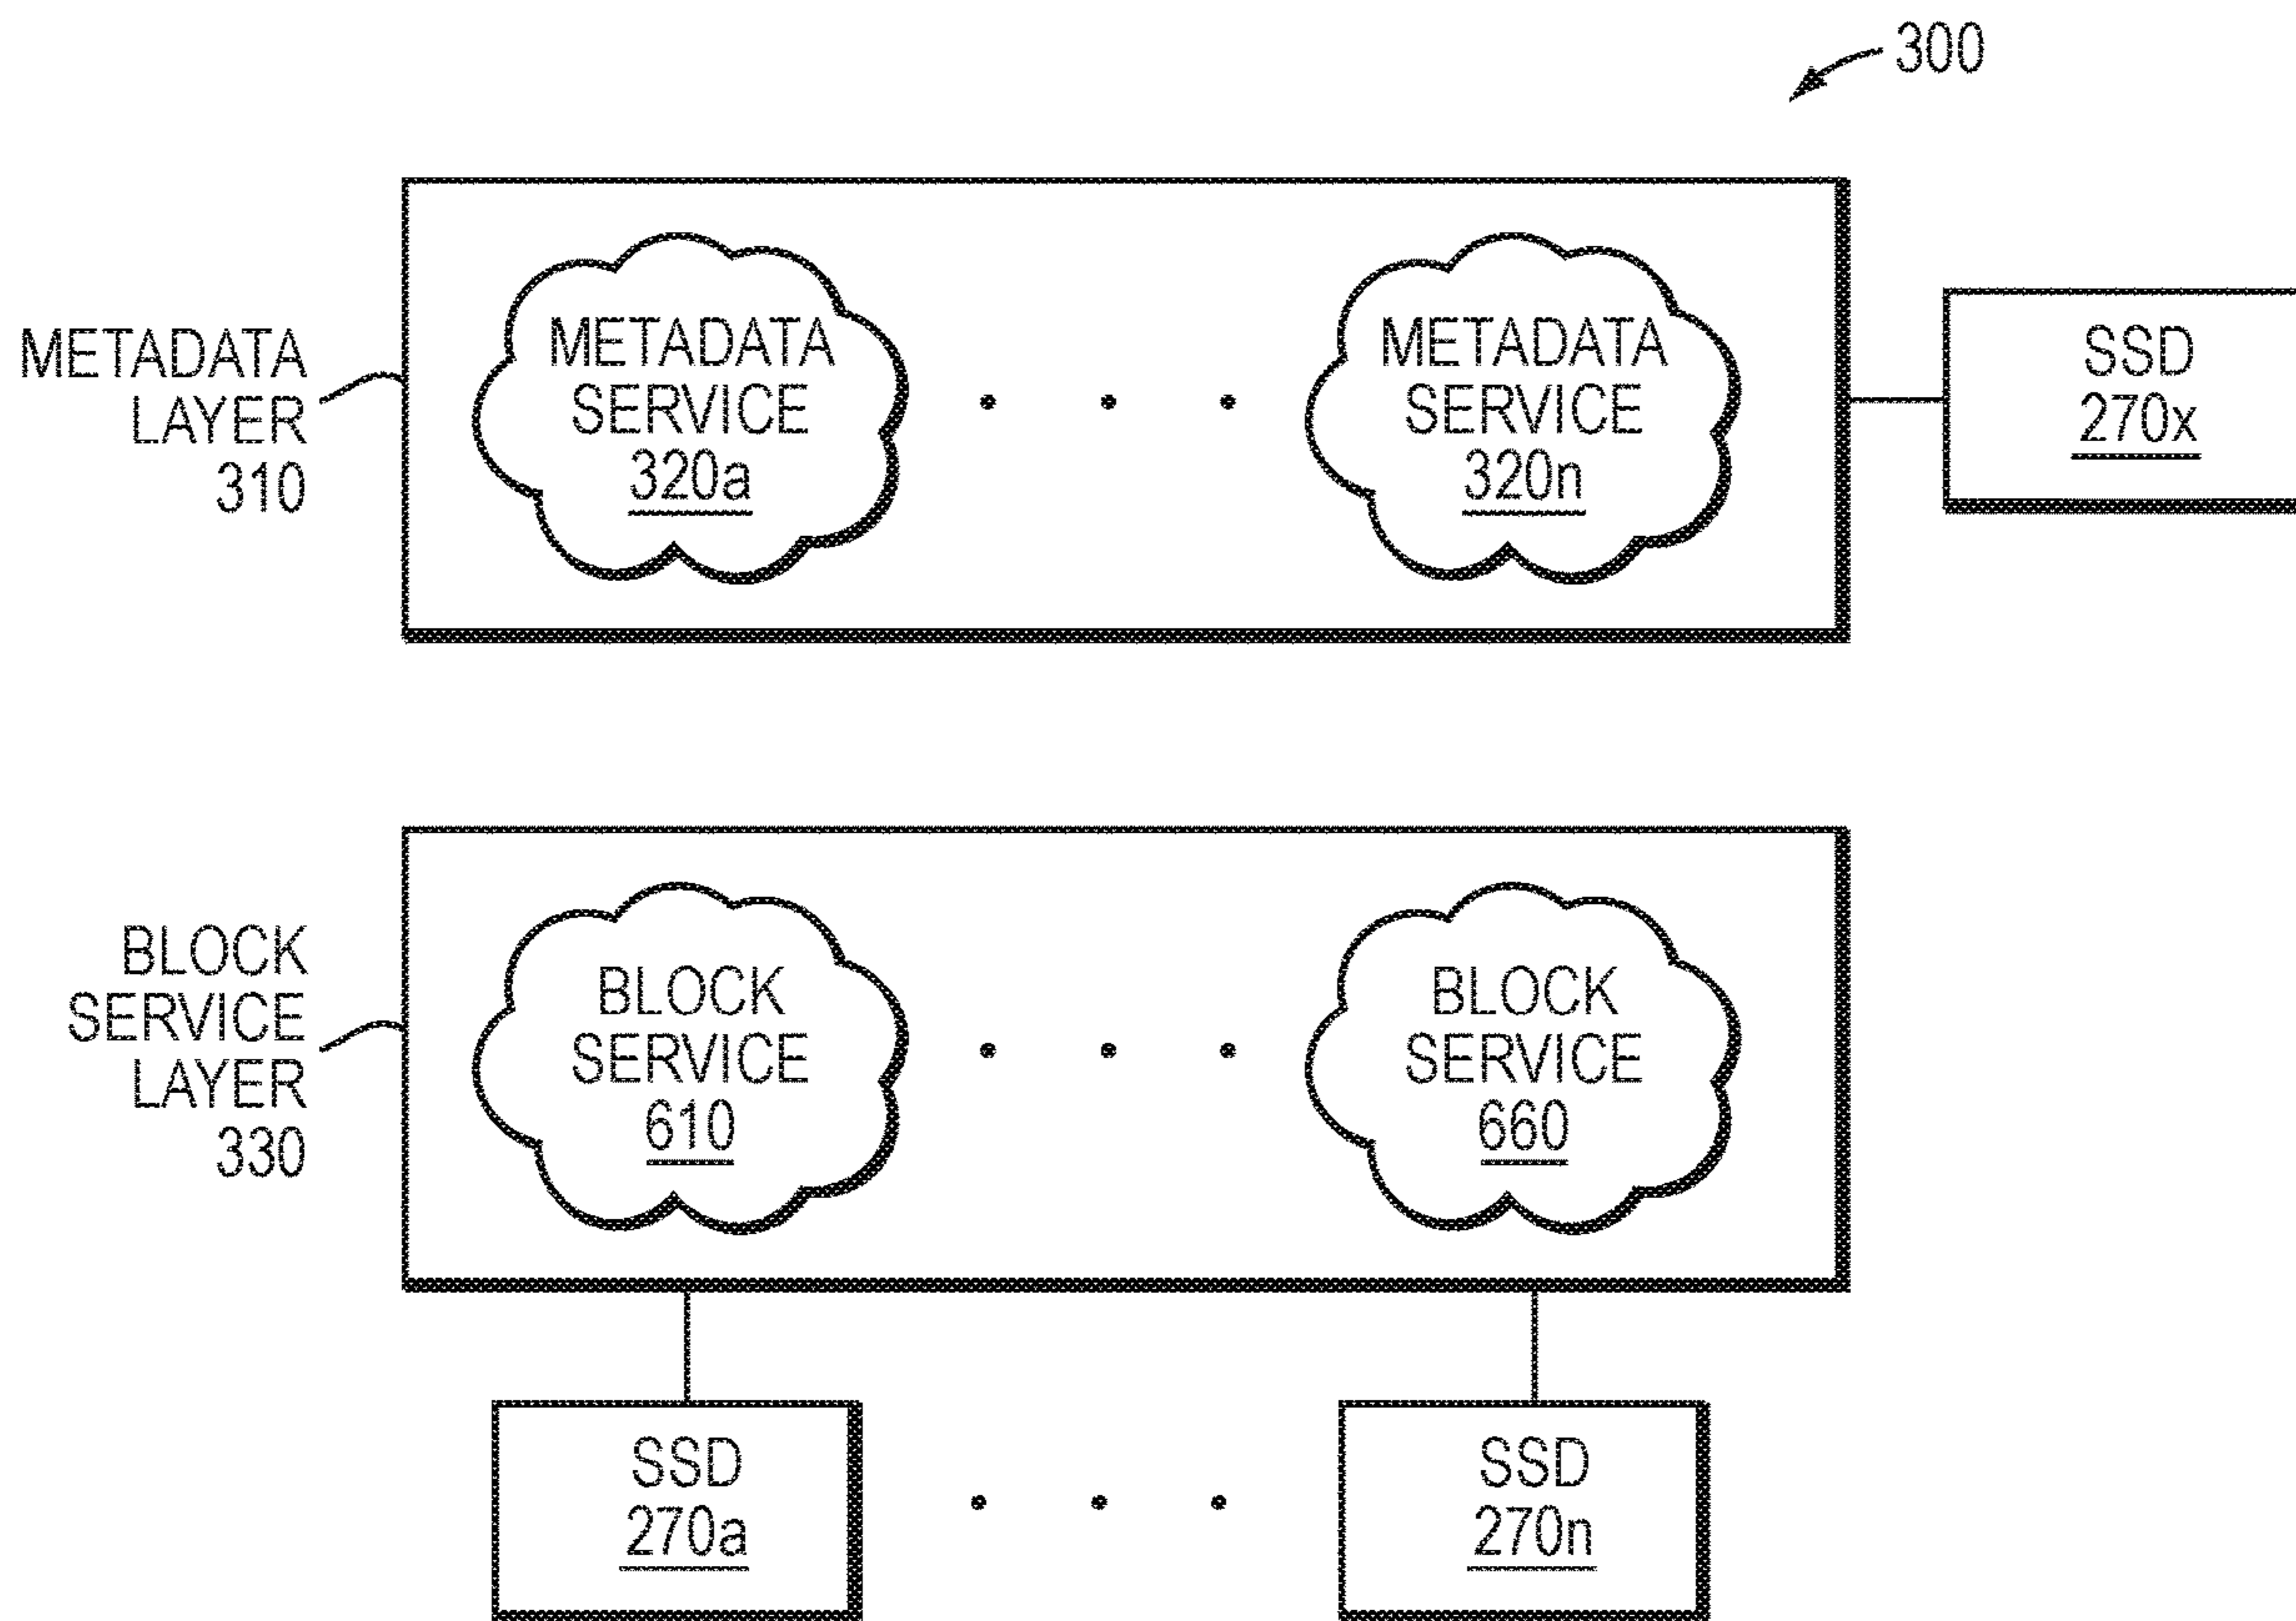 300
METADATA
LAYER
310
METADATA
SERVICE
320a
METADATA
SERVICE
320n
SSD
270x
BLOCK
SERVICE
LAYER
330
BLOCK
SERVICE
610
BLOCK
SERVICE
660
SSD
270a
SSD
270n